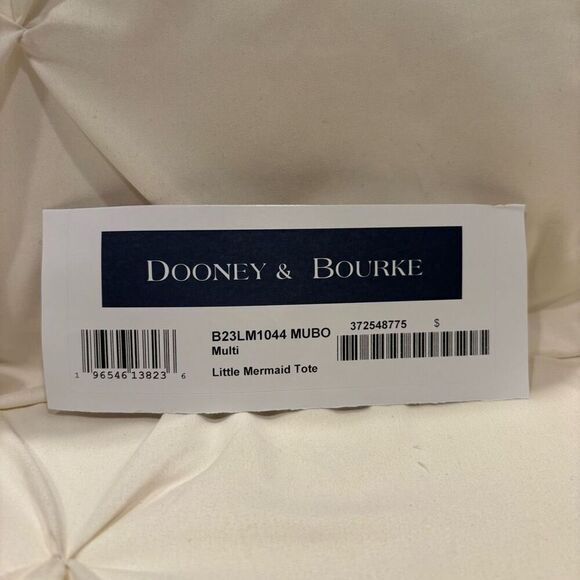 DOONEY & BOURKE
B23LM1044 MUBO
Multi
Little Mermaid Tote
1 96546 13823 6
372548775 $